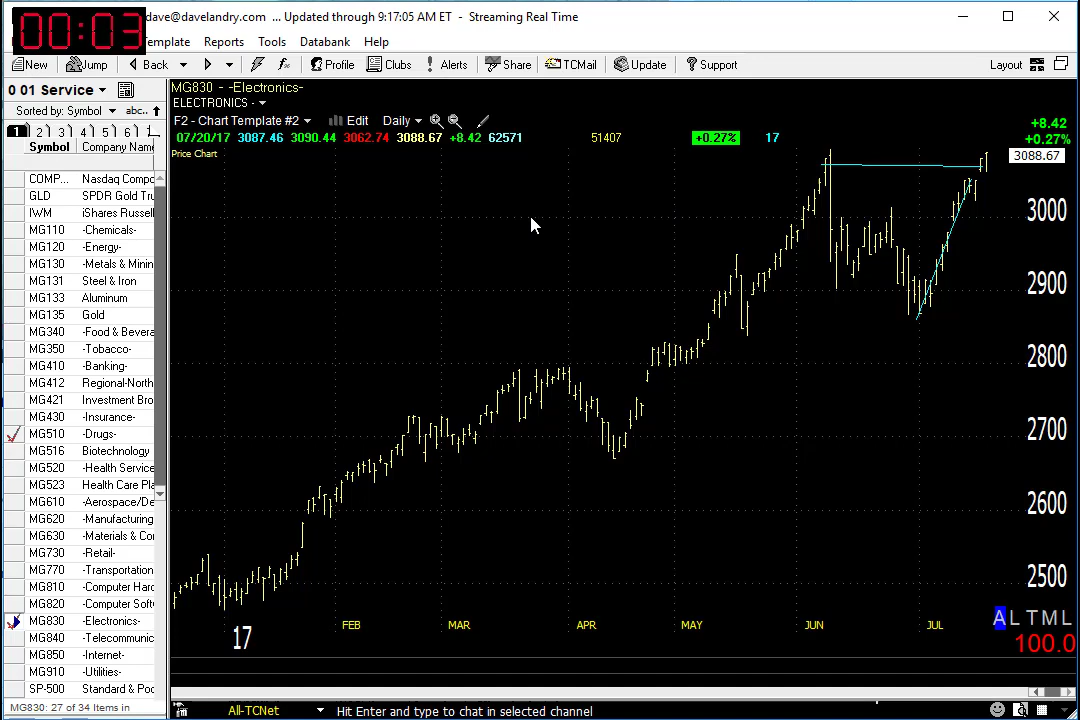 00:03
dave@davelandry.com ... Updated through 9:17:05 AM ET - Streaming Real Time
Template Reports Tools Databank Help
New Jump Back Profile Clubs Alerts Share TCMail Update Support Layout
0 01 Service
Sorted by: Symbol abc..
1 2 3 4 5 6
Symbol Company Name
COMP... Nasdaq Compo
GLD SPDR Gold Tru
IWM iShares Russell
MG110 -Chemicals-
MG120 -Energy-
MG130 -Metals & Minin
MG131 Steel & Iron
MG133 Aluminum
MG135 Gold
MG340 -Food & Bevera
MG350 -Tobacco-
MG410 -Banking-
MG412 Regional-North
MG421 Investment Bro
MG430 -Insurance-
MG510 -Drugs-
MG516 Biotechnology
MG520 -Health Service
MG523 Health Care Pla
MG610 -Aerospace/De
MG620 -Manufacturing
MG630 -Materials & Co
MG730 -Retail-
MG770 -Transportation
MG810 -Computer Hard
MG820 -Computer Soft
MG830 -Electronics-
MG840 -Telecommunic
MG850 -Internet-
MG910 -Utilities-
SP-500 Standard & Poo
MG830: 27 of 34 Items in
MG830 - -Electronics-
ELECTRONICS -
F2 - Chart Template #2 Edit Daily
07/20/17 3087.46 3090.44 3062.74 3088.67 +8.42 62571 51407 +0.27% 17
Price Chart
+8.42
+0.27%
3088.67
3000
2900
2800
2700
2600
2500
17 FEB MAR APR MAY JUN JUL
A L T M L
100.0
All-TCNet Hit Enter and type to chat in selected channel